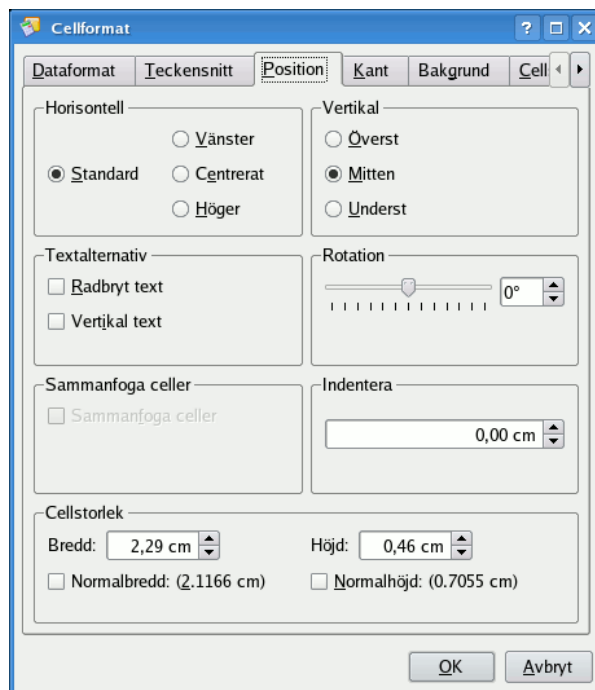 Cellformat
Dataformat Teckensnitt Position Kant Bakgrund Cell
Horisontell
Vänster
Standard Centrerat
Höger
Vertikal
Överst
Mitten
Underst
Textalternativ
Radbryt text
Vertikal text
Rotation
0°
Sammanfoga celler
Sammanfoga celler
Indentera
0,00 cm
Cellstorlek
Bredd: 2,29 cm Höjd: 0,46 cm
Normalbredd: (2.1166 cm) Normalhöjd: (0.7055 cm)
OK Avbryt